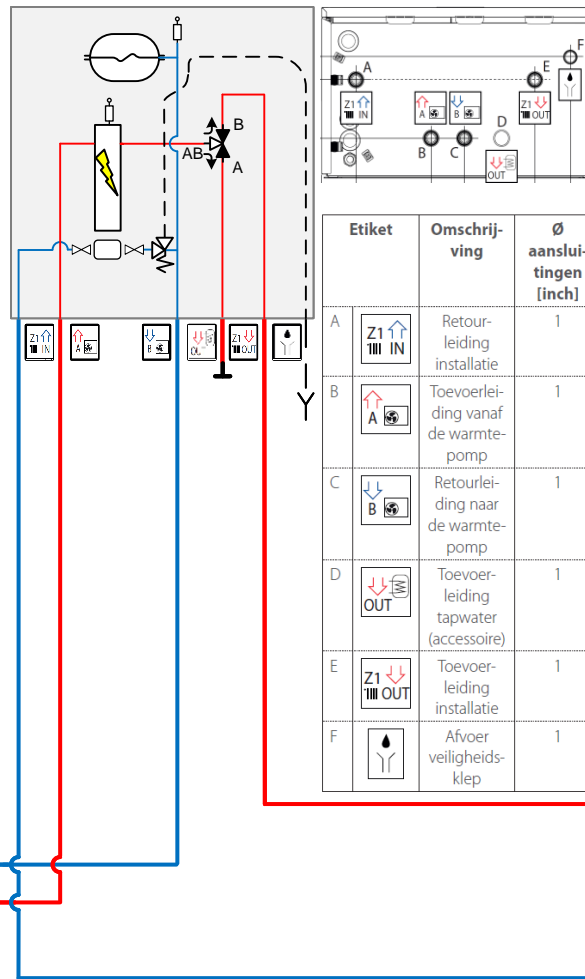 B
AB
A
Z1
IN
A
B
OUT
Z1
OUT
A
E
F
Z1
IN
A
B
Z1
OUT
B
C
D
OUT
Etiket
Omschrij-
ving
Ø
aanslui-
tingen
[inch]
A
Z1
IN
Retour-
leiding
installatie
1
B
A
Toevoerlei-
ding vanaf
de warmte-
pomp
1
C
B
Retourlei-
ding naar
de warmte-
pomp
1
D
OUT
Toevoer-
leiding
tapwater
(accessoire)
1
E
Z1
OUT
Toevoer-
leiding
installatie
1
F
Afvoer
veiligheids-
klep
1